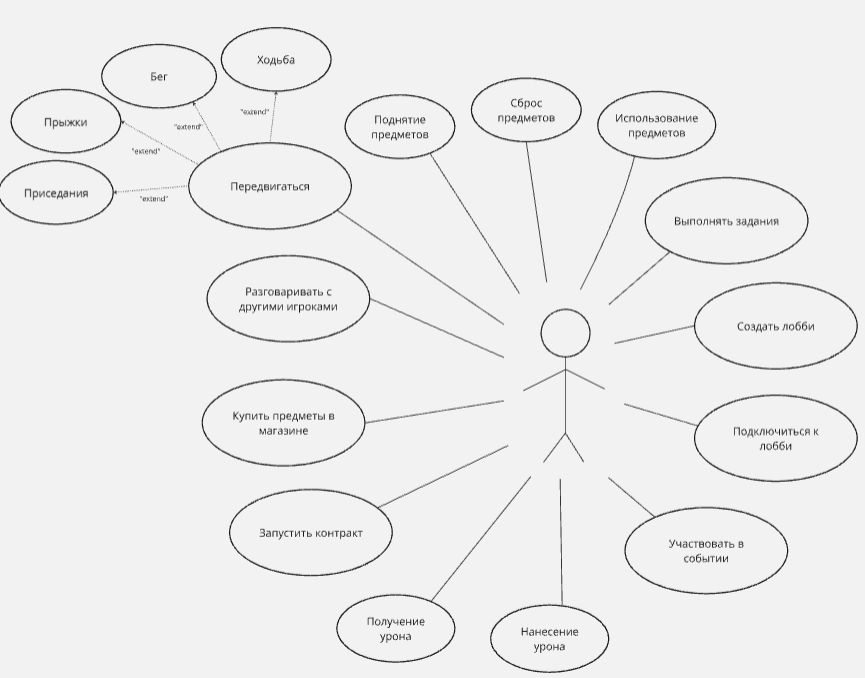 Ходьба
Бег
Прыжки
"extend"
"extend"
"extend"
Приседания
"extend"
Передвигаться
Поднятие
предметов
Сброс
предметов
Использование
предметов
Выполнять задания
Разговаривать с
другими игроками
Создать лобби
Купить предметы в
магазине
Подключиться к
лобби
Запустить контракт
Участвовать в
событии
Получение
урона
Нанесение
урона